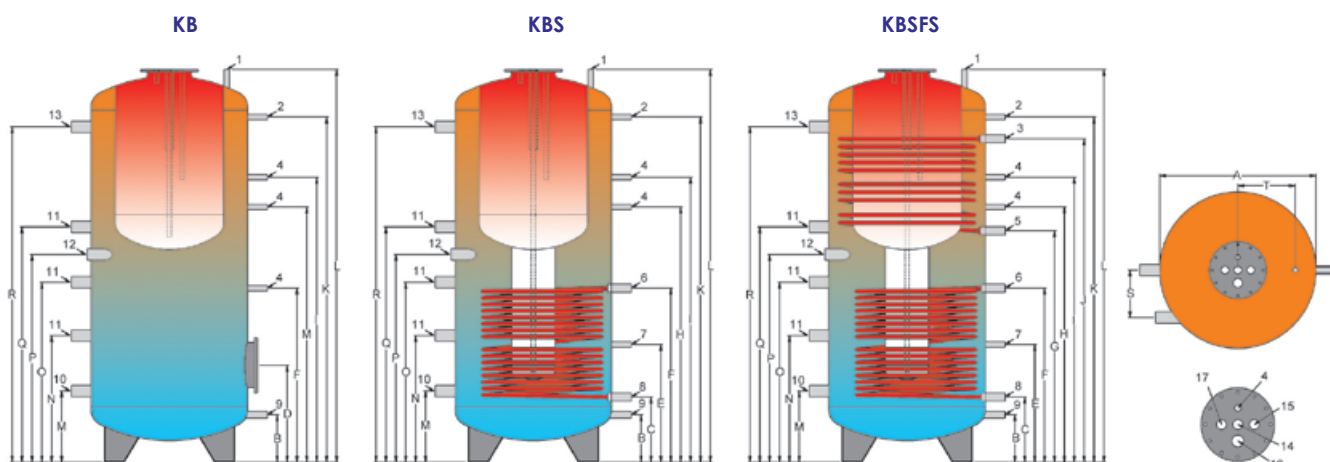 KB KBS KBSFS
1 1 1
2 2 2
13 13 13 3
4 4 4
4 4 4
11 11 11 5
12 12 12
11 4 11 6 11 6
11 11 7 11 7
10 10 8 10 8
9 9 9
R Q P O N M B D F M K L
R Q P O N M B C E F H K L
R Q P O N M B C E F G H J K L
A T
S
17 4 15
14